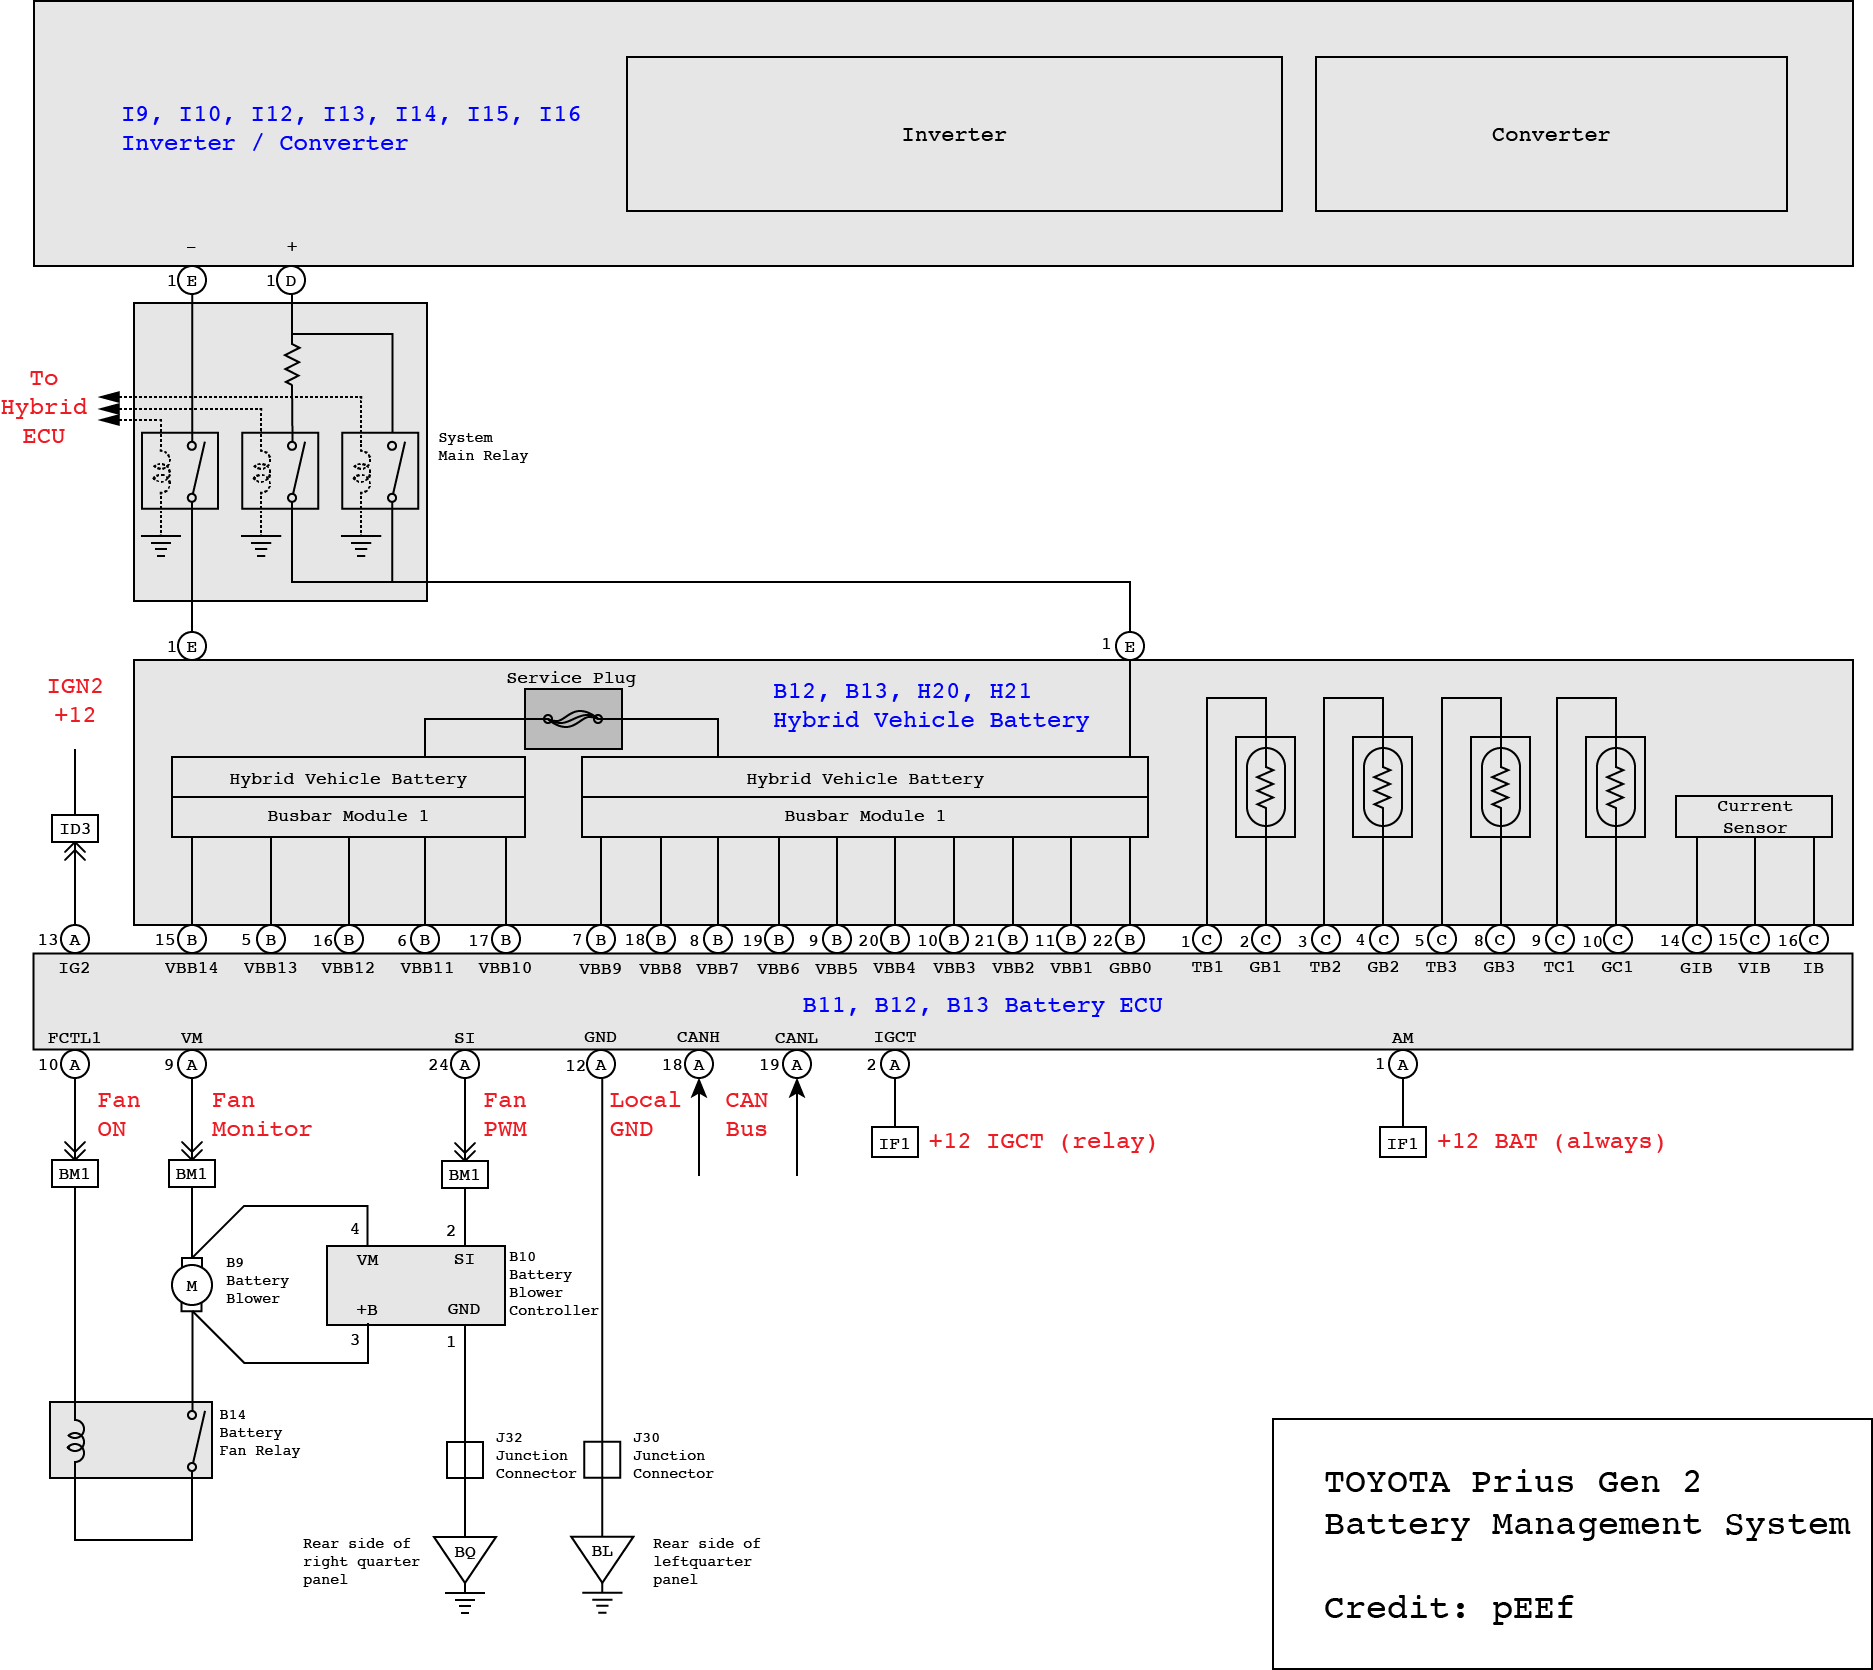 I9, I10, I12, I13, I14, I15, I16
Inverter / Converter
Inverter
Converter
– +
1 E 1 D
To
Hybrid
ECU
System
Main Relay
1 E 1 E
IGN2
+12
Service Plug
B12, B13, H20, H21
Hybrid Vehicle Battery
Hybrid Vehicle Battery
Busbar Module 1
Hybrid Vehicle Battery
Busbar Module 1
Current
Sensor
ID3
13 A 15 B 5 B 16 B 6 B 17 B 7 B 18 B 8 B 19 B 9 B 20 B 10 B 21 B 11 B 22 B 1 C 2 C 3 C 4 C 5 C 8 C 9 C 10 C 14 C 15 C 16 C
IG2 VBB14 VBB13 VBB12 VBB11 VBB10 VBB9 VBB8 VBB7 VBB6 VBB5 VBB4 VBB3 VBB2 VBB1 GBB0 TB1 GB1 TB2 GB2 TB3 GB3 TC1 GC1 GIB VIB IB
B11, B12, B13 Battery ECU
FCTL1 VM SI GND CANH CANL IGCT AM
10 A 9 A 24 A 12 A 18 A 19 A 2 A 1 A
Fan
ON
Fan
Monitor
Fan
PWM
Local
GND
CAN
Bus
IF1 +12 IGCT (relay)
IF1 +12 BAT (always)
BM1 BM1 BM1
4 2
VM SI
+B GND
3 1
B9
Battery
Blower
M
B10
Battery
Blower
Controller
B14
Battery
Fan Relay
J32
Junction
Connector
J30
Junction
Connector
Rear side of
right quarter
panel
BQ
BL
Rear side of
leftquarter
panel
TOYOTA Prius Gen 2
Battery Management System
Credit: pEEf